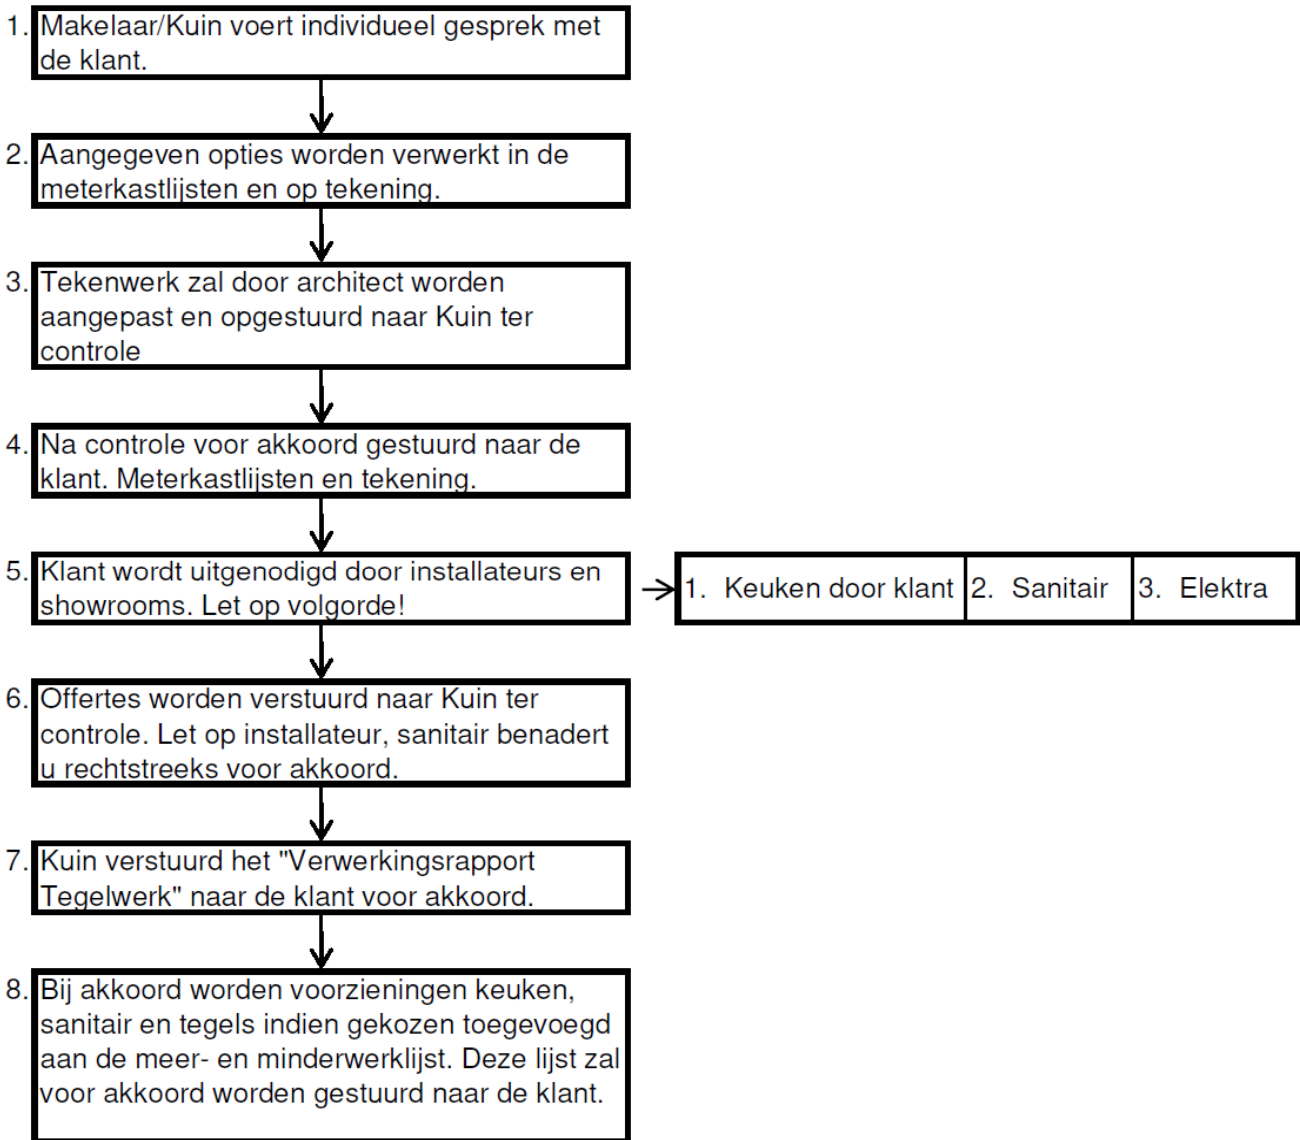 1. Makelaar/Kuin voert individueel gesprek met
de klant.
2. Aangegeven opties worden verwerkt in de
meterkastlijsten en op tekening.
3. Tekenwerk zal door architect worden
aangepast en opgestuurd naar Kuin ter
controle
4. Na controle voor akkoord gestuurd naar de
klant. Meterkastlijsten en tekening.
5. Klant wordt uitgenodigd door installateurs en
showrooms. Let op volgorde!
1. Keuken door klant 2. Sanitair 3. Elektra
6. Offertes worden verstuurd naar Kuin ter
controle. Let op installateur, sanitair benadert
u rechtstreeks voor akkoord.
7. Kuin verstuurd het "Verwerkingsrapport
Tegelwerk" naar de klant voor akkoord.
8. Bij akkoord worden voorzieningen keuken,
sanitair en tegels indien gekozen toegevoegd
aan de meer- en minderwerklijst. Deze lijst zal
voor akkoord worden gestuurd naar de klant.